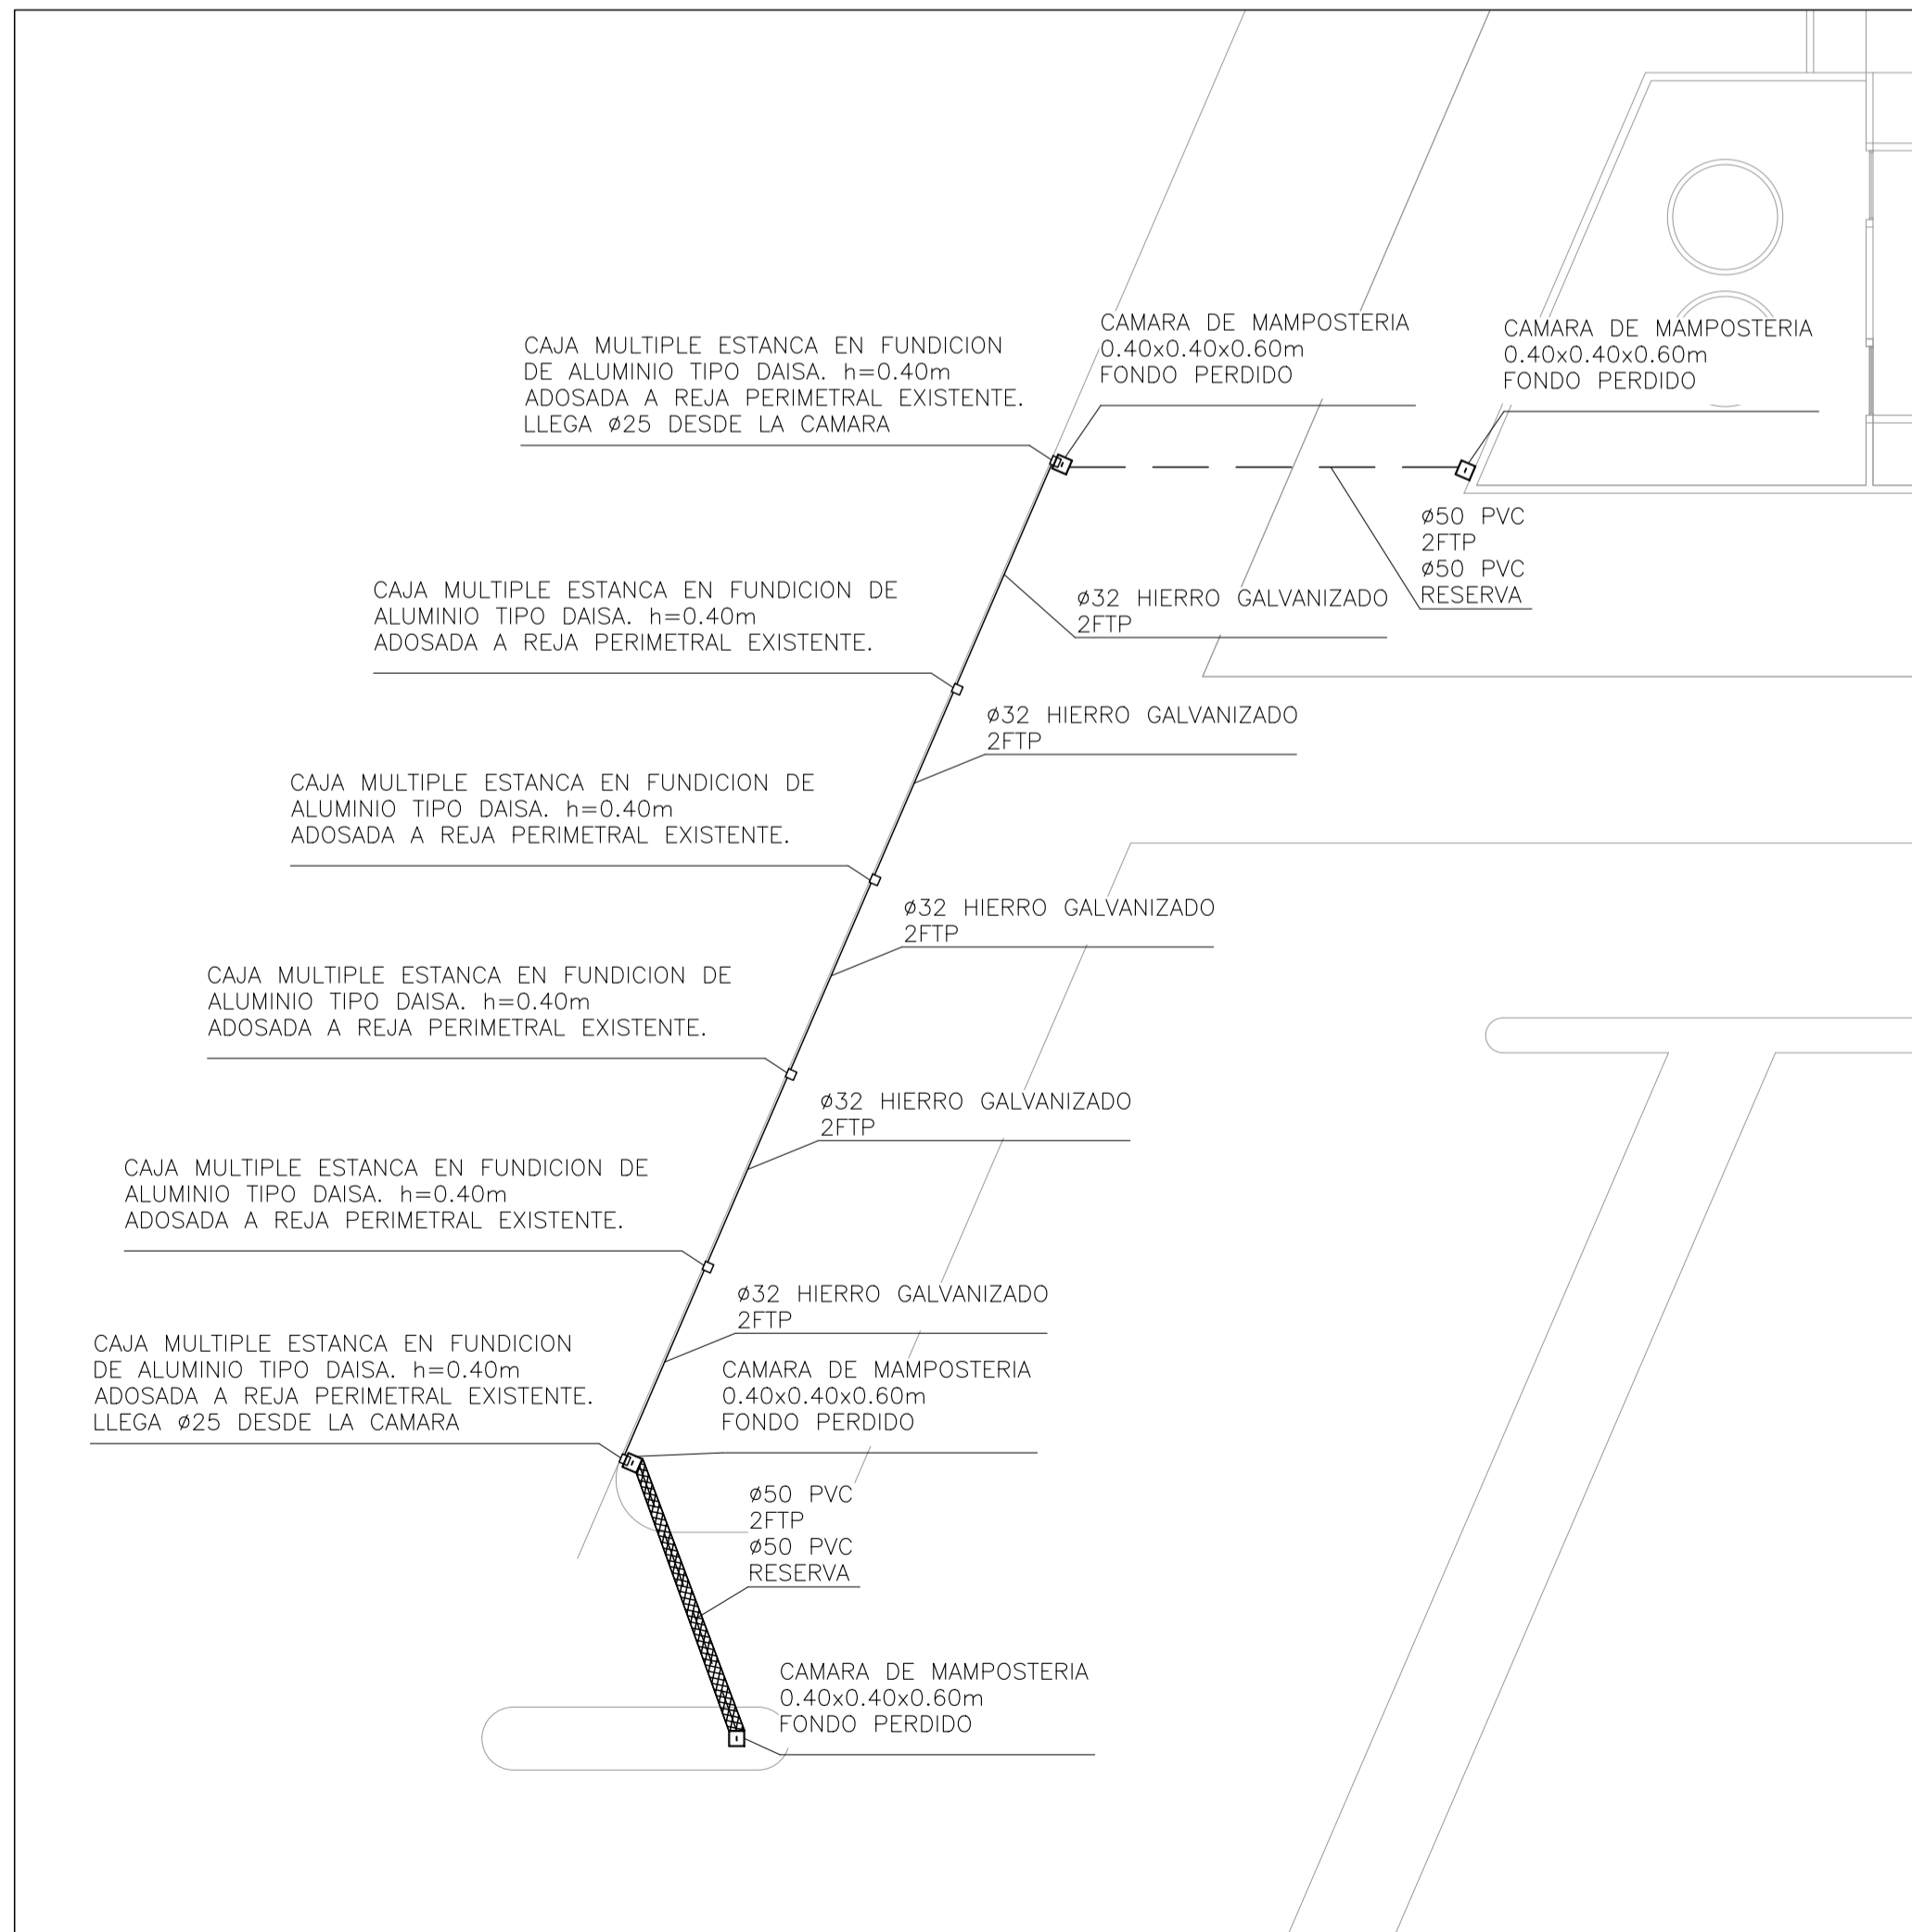 CAJA MULTIPLE ESTANCA EN FUNDICION
DE ALUMINIO TIPO DAISA. h=0.40m
ADOSADA A REJA PERIMETRAL EXISTENTE.
LLEGA ø25 DESDE LA CAMARA
CAMARA DE MAMPOSTERIA
0.40x0.40x0.60m
FONDO PERDIDO
CAMARA DE MAMPOSTERIA
0.40x0.40x0.60m
FONDO PERDIDO
ø50 PVC
2FTP
ø50 PVC
RESERVA
CAJA MULTIPLE ESTANCA EN FUNDICION DE
ALUMINIO TIPO DAISA. h=0.40m
ADOSADA A REJA PERIMETRAL EXISTENTE.
ø32 HIERRO GALVANIZADO
2FTP
ø32 HIERRO GALVANIZADO
2FTP
CAJA MULTIPLE ESTANCA EN FUNDICION DE
ALUMINIO TIPO DAISA. h=0.40m
ADOSADA A REJA PERIMETRAL EXISTENTE.
ø32 HIERRO GALVANIZADO
2FTP
CAJA MULTIPLE ESTANCA EN FUNDICION DE
ALUMINIO TIPO DAISA. h=0.40m
ADOSADA A REJA PERIMETRAL EXISTENTE.
ø32 HIERRO GALVANIZADO
2FTP
CAJA MULTIPLE ESTANCA EN FUNDICION DE
ALUMINIO TIPO DAISA. h=0.40m
ADOSADA A REJA PERIMETRAL EXISTENTE.
ø32 HIERRO GALVANIZADO
2FTP
CAJA MULTIPLE ESTANCA EN FUNDICION
DE ALUMINIO TIPO DAISA. h=0.40m
ADOSADA A REJA PERIMETRAL EXISTENTE.
LLEGA ø25 DESDE LA CAMARA
CAMARA DE MAMPOSTERIA
0.40x0.40x0.60m
FONDO PERDIDO
ø50 PVC
2FTP
ø50 PVC
RESERVA
CAMARA DE MAMPOSTERIA
0.40x0.40x0.60m
FONDO PERDIDO